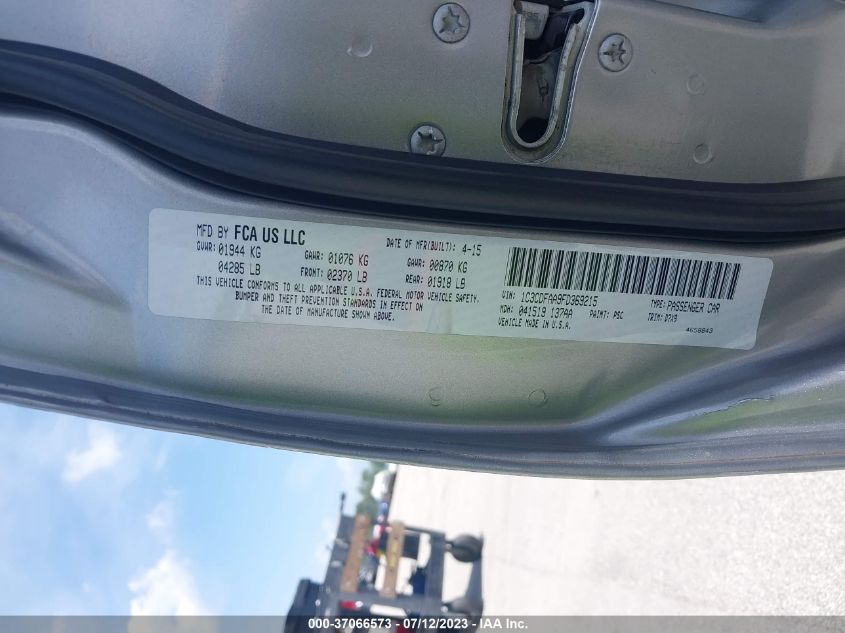 MFD BY FCA US LLC
DATE OF MFR(BUILT): 4-15
GVWR: 01944 KG
GAWR: 01076 KG
GAWR: 00870 KG
04285 LB
FRONT: 02370 LB
REAR: 01918 LB
THIS VEHICLE CONFORMS TO ALL APPLICABLE U.S.A. FEDERAL MOTOR VEHICLE SAFETY,
BUMPER AND THEFT STANDARDS IN EFFECT ON
THE DATE OF MANUFACTURE SHOWN ABOVE.
VIN: 1C3CDFAA9FD369215
TYPE: PASSENGER CAR
MDH: 041519 137AA
PAINT: PSC
TRIM: D7X9
VEHICLE MADE IN U.S.A.
4658843
000-37066573 - 07/12/2023 - IAA Inc.